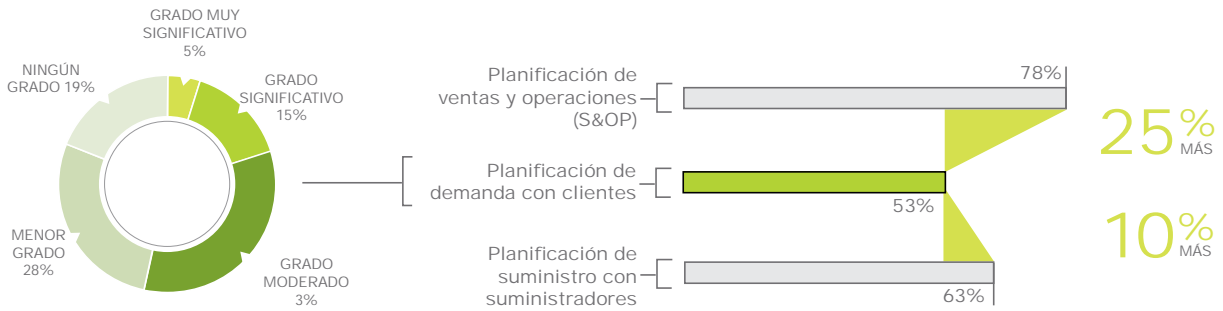 GRADO MUY
SIGNIFICATIVO
5%
NINGÚN
GRADO 19%
GRADO
SIGNIFICATIVO
15%
MENOR
GRADO
28%
GRADO
MODERADO
3%
Planificación de
ventas y operaciones
(S&OP)
78%
25%
MÁS
Planificación de
demanda con clientes
53%
10%
MÁS
Planificación de
suministro con
suministradores
63%